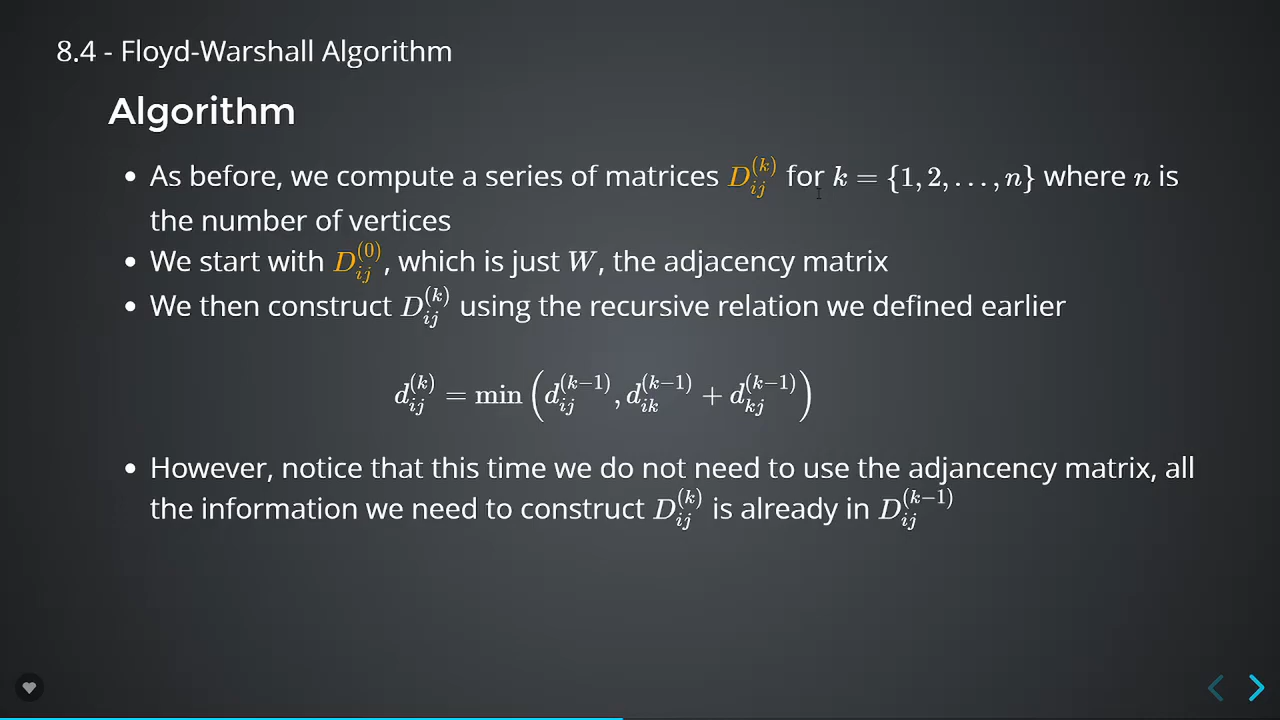 8.4 - Floyd-Warshall Algorithm
Algorithm
• As before, we compute a series of matrices $D_{ij}^{(k)}$ for $k = \{1, 2, \ldots, n\}$ where $n$ is
the number of vertices
• We start with $D_{ij}^{(0)}$, which is just $W$, the adjacency matrix
• We then construct $D_{ij}^{(k)}$ using the recursive relation we defined earlier
$d_{ij}^{(k)} = \min\left(d_{ij}^{(k-1)}, d_{ik}^{(k-1)} + d_{kj}^{(k-1)}\right)$
• However, notice that this time we do not need to use the adjancency matrix, all
the information we need to construct $D_{ij}^{(k)}$ is already in $D_{ij}^{(k-1)}$